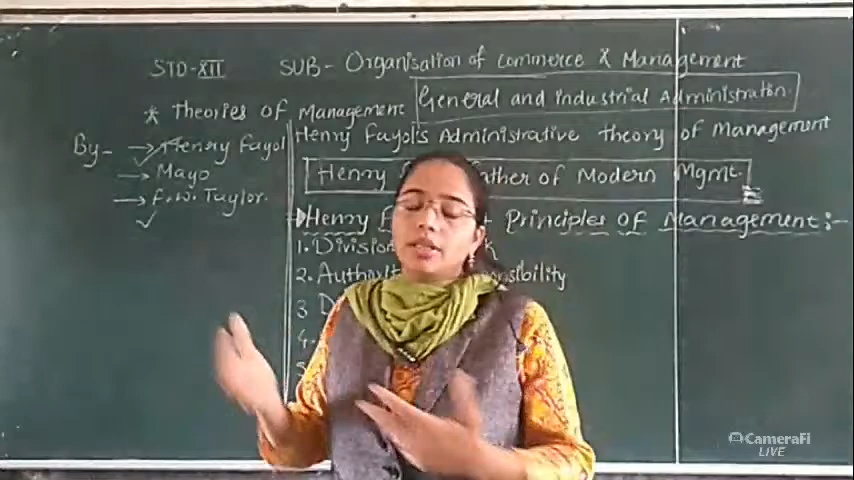 STD-XII SUB- Organisation of commerce & Management
* Theories of Management General and industrial Administration.
By- → Henry Fayol
→ Mayo
→ F.W. Taylor.
Henry Fayol's Administrative theory of Management
Henry Father of Modern Mgmt.
Henry Principles of Management:-
1. Division
2. Authority Responsibility
3
4.
5
CameraFi
LIVE